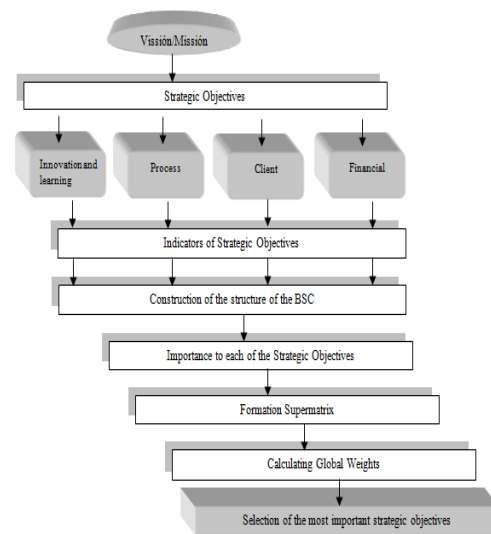 Vissión/Missión
Strategic Objectives
Innovation and
learning
Process
Client
Financial
Indicators of Strategic Objectives
Construction of the structure of the BSC
Importance to each of the Strategic Objectives
Formation Supermatrix
Calculating Global Weights
Selection of the most important strategic objectives